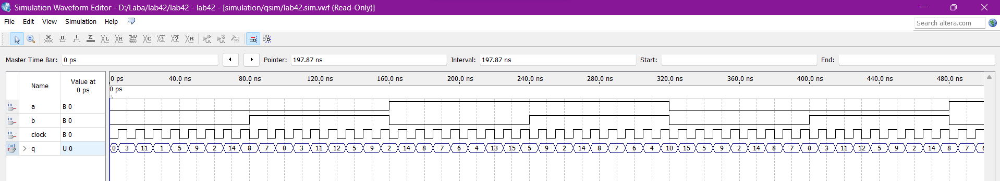 Simulation Waveform Editor - D:/Laba/lab42/lab42 - lab42 - [simulation/qsim/lab42.sim.vwf (Read-Only)]
File Edit View Simulation Help
Search altera.com
Master Time Bar: 0 ps Pointer: 197.87 ns Interval: 197.87 ns Start: End:
Name Value at 0 ps
0 ps 40.0 ns 80.0 ns 120.0 ns 160.0 ns 200.0 ns 240.0 ns 280.0 ns 320.0 ns 360.0 ns 400.0 ns 440.0 ns 480.0 ns
0 ps
in a B 0
in b B 0
in clock B 0
out q U 0 0 3 11 1 5 9 2 14 8 7 0 3 11 12 5 9 2 14 8 7 6 4 13 15 5 9 2 14 8 7 6 4 10 15 5 9 2 14 8 7 0 3 11 12 5 9 2 14 8 7